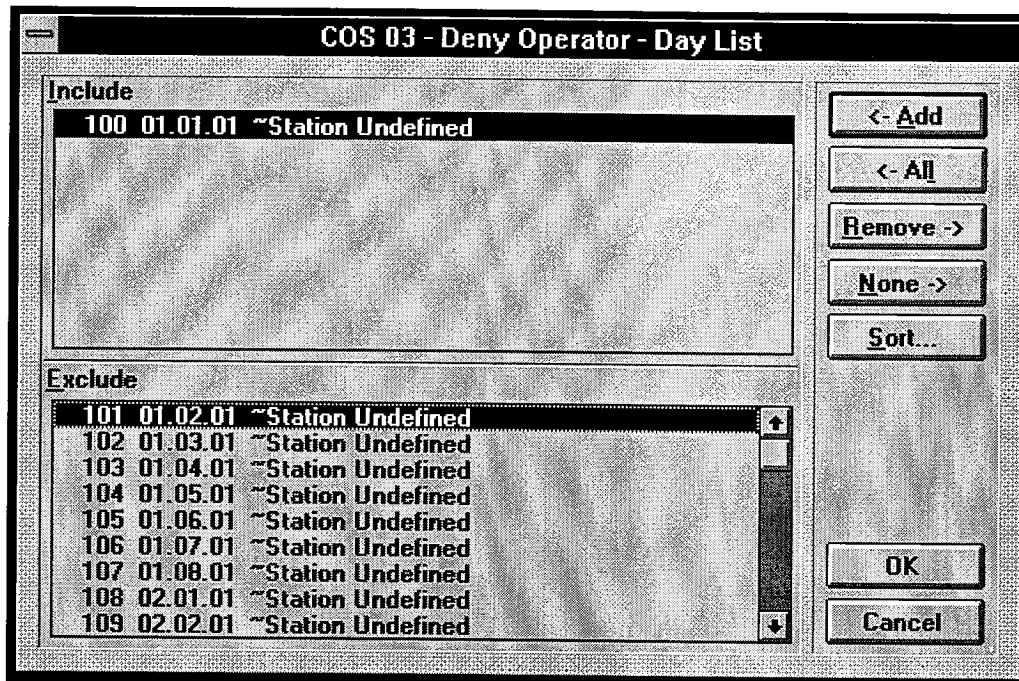 COS 03 - Deny Operator - Day List
Include
100 01.01.01 ~Station Undefined
Exclude
101 01.02.01 ~Station Undefined
102 01.03.01 ~Station Undefined
103 01.04.01 ~Station Undefined
104 01.05.01 ~Station Undefined
105 01.06.01 ~Station Undefined
106 01.07.01 ~Station Undefined
107 01.08.01 ~Station Undefined
108 02.01.01 ~Station Undefined
109 02.02.01 ~Station Undefined
<- Add
<- All
Remove ->
None ->
Sort...
OK
Cancel